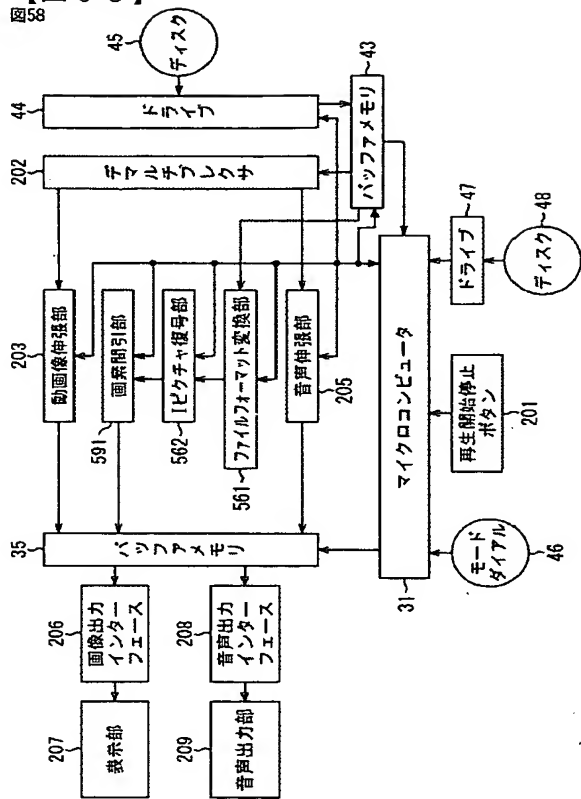 図58
45
ディスク
44
ドライブ
43
バッファメモリ
202
デマルチプレクサ
47
ドライブ
48
ディスク
203
動画像伸張部
591
画素間引部
562
Iピクチャ復号部
561
ファイルフォーマット変換部
音声伸張部
205
マイクロコンピュータ
31
再生開始停止
ボタン
201
モード
ダイアル
46
35
バッファメモリ
206
画像出力
インター
フェース
208
音声出力
インター
フェース
207
表示部
209
音声出力部